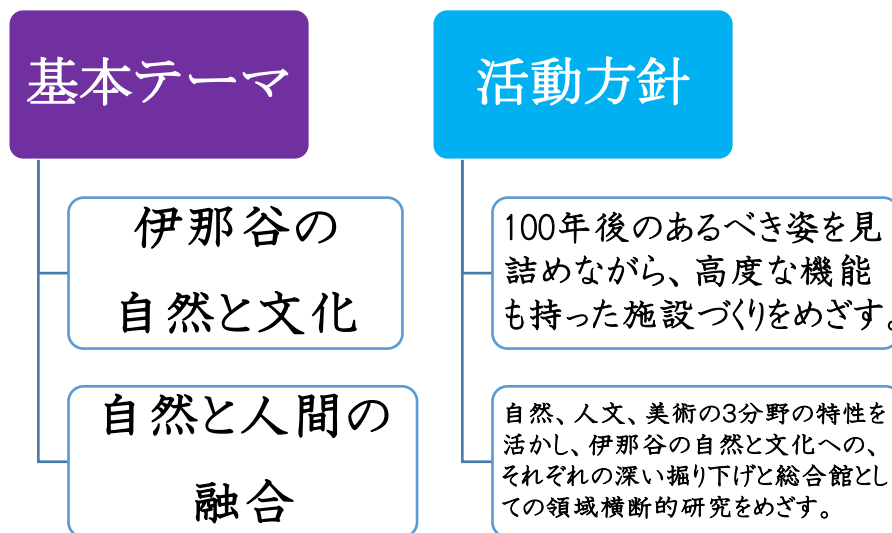 基本テーマ
伊那谷の
自然と文化
自然と人間の
融合
活動方針
100年後のあるべき姿を見
詰めながら、高度な機能
も持った施設づくりをめざす。
自然、人文、美術の3分野の特性を
活かし、伊那谷の自然と文化への、
それぞれの深い掘り下げと総合館とし
ての領域横断的研究をめざす。